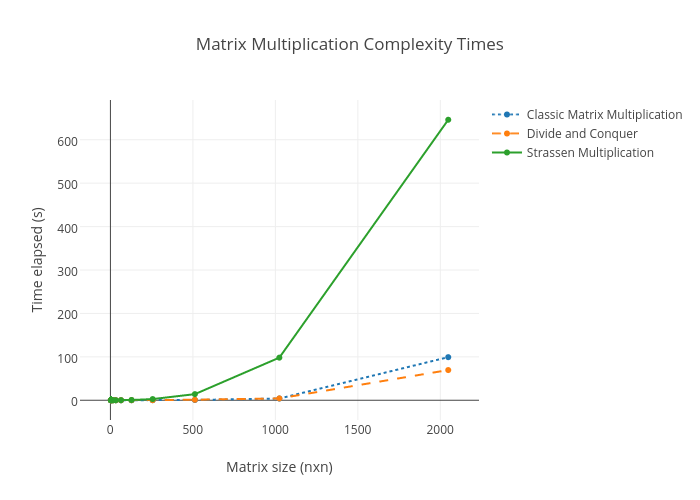 Matrix Multiplication Complexity Times
Classic Matrix Multiplication
Divide and Conquer
Strassen Multiplication
Time elapsed (s)
600
500
400
300
200
100
0
0
500
1000
1500
2000
Matrix size (nxn)